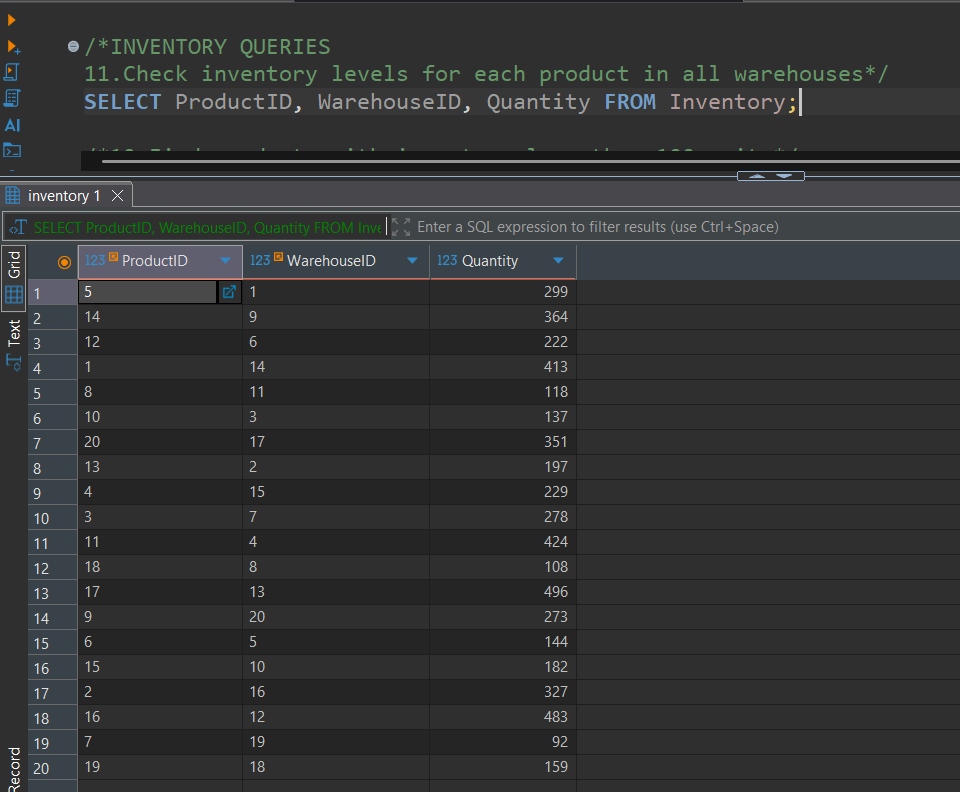 /*INVENTORY QUERIES
11.Check inventory levels for each product in all warehouses*/
SELECT ProductID, WarehouseID, Quantity FROM Inventory;
AI
inventory 1
SELECT ProductID, WarehouseID, Quantity FROM Inve
Enter a SQL expression to filter results (use Ctrl+Space)
Grid
Text
Record
123 ProductID 123 WarehouseID 123 Quantity
1 5 1 299
2 14 9 364
3 12 6 222
4 1 14 413
5 8 11 118
6 10 3 137
7 20 17 351
8 13 2 197
9 4 15 229
10 3 7 278
11 11 4 424
12 18 8 108
13 17 13 496
14 9 20 273
15 6 5 144
16 15 10 182
17 2 16 327
18 16 12 483
19 7 19 92
20 19 18 159